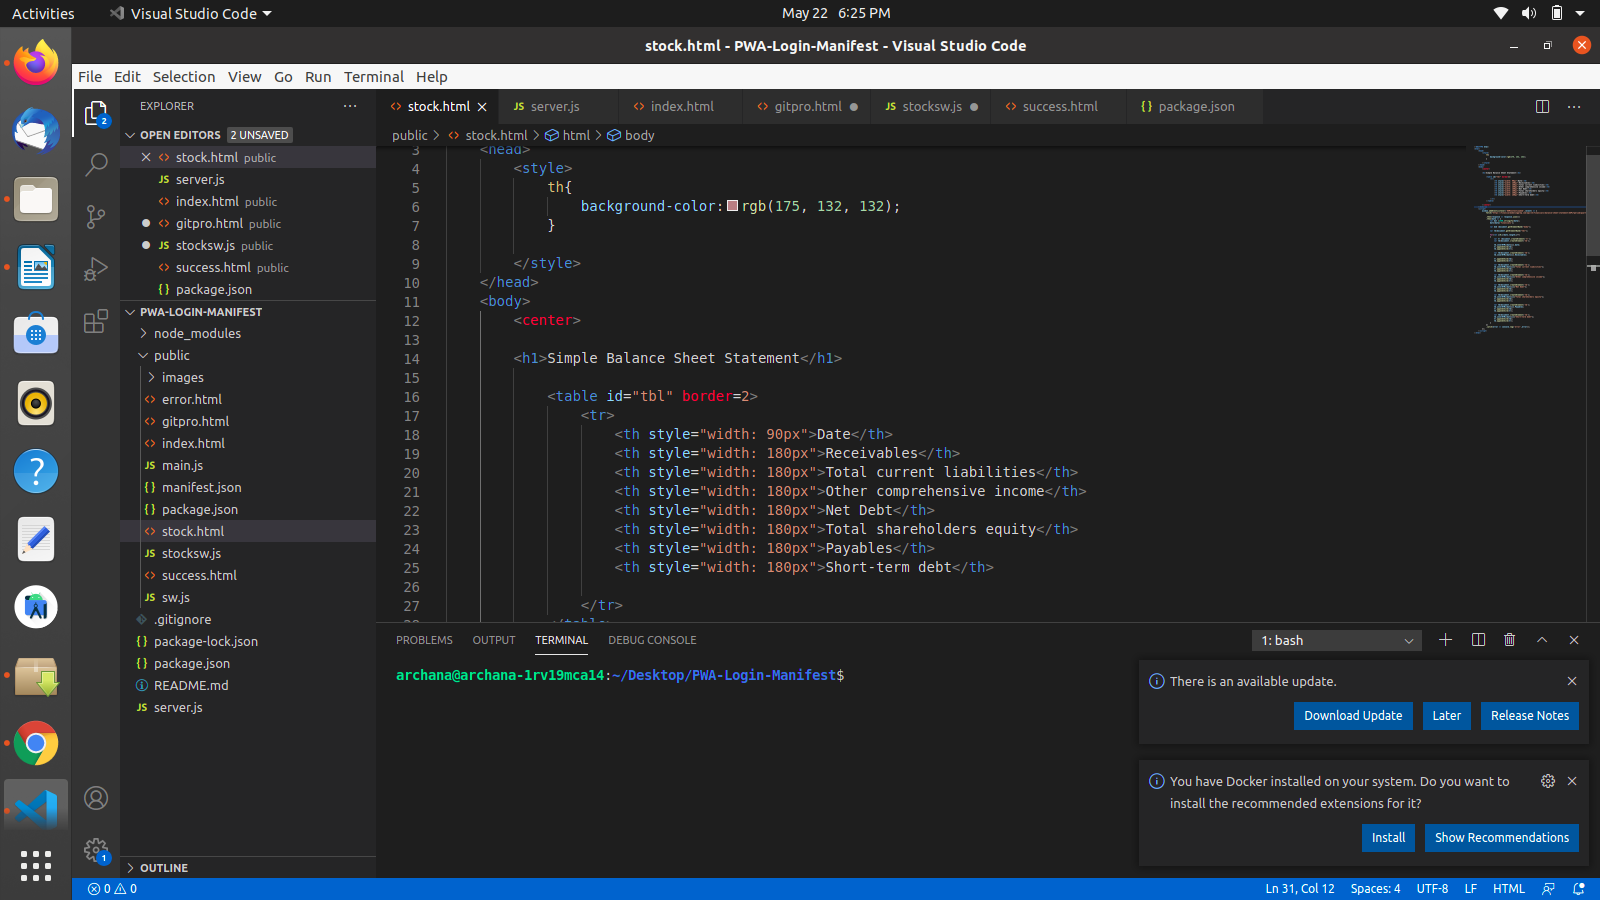 Activities
Visual Studio Code
May 22 6:25 PM
stock.html - PWA-Login-Manifest - Visual Studio Code
File Edit Selection View Go Run Terminal Help
2
EXPLORER
OPEN EDITORS 2 UNSAVED
stock.html public
JS server.js
index.html public
gitpro.html public
JS stocksw.js public
success.html public
{} package.json
PWA-LOGIN-MANIFEST
node_modules
public
images
error.html
gitpro.html
index.html
JS main.js
{} manifest.json
{} package.json
stock.html
JS stocksw.js
success.html
JS sw.js
.gitignore
{} package-lock.json
{} package.json
README.md
JS server.js
OUTLINE
1
stock.html
JS server.js
index.html
gitpro.html
JS stocksw.js
success.html
{} package.json
public > stock.html > html > body
3 <head>
4 <style>
5 th{
6 background-color: rgb(175, 132, 132);
7 }
8
9 </style>
10 </head>
11 <body>
12 <center>
13
14 <h1>Simple Balance Sheet Statement</h1>
15
16 <table id="tbl" border=2>
17 <tr>
18 <th style="width: 90px">Date</th>
19 <th style="width: 180px">Receivables</th>
20 <th style="width: 180px">Total current liabilities</th>
21 <th style="width: 180px">Other comprehensive income</th>
22 <th style="width: 180px">Net Debt</th>
23 <th style="width: 180px">Total shareholders equity</th>
24 <th style="width: 180px">Payables</th>
25 <th style="width: 180px">Short-term debt</th>
26
27 </tr>
28 </table>
PROBLEMS OUTPUT TERMINAL DEBUG CONSOLE
1: bash
archana@archana-1rv19mca14:~/Desktop/PWA-Login-Manifest$
There is an available update.
Download Update
Later
Release Notes
You have Docker installed on your system. Do you want to
install the recommended extensions for it?
Install
Show Recommendations
0 0
Ln 31, Col 12 Spaces: 4 UTF-8 LF HTML